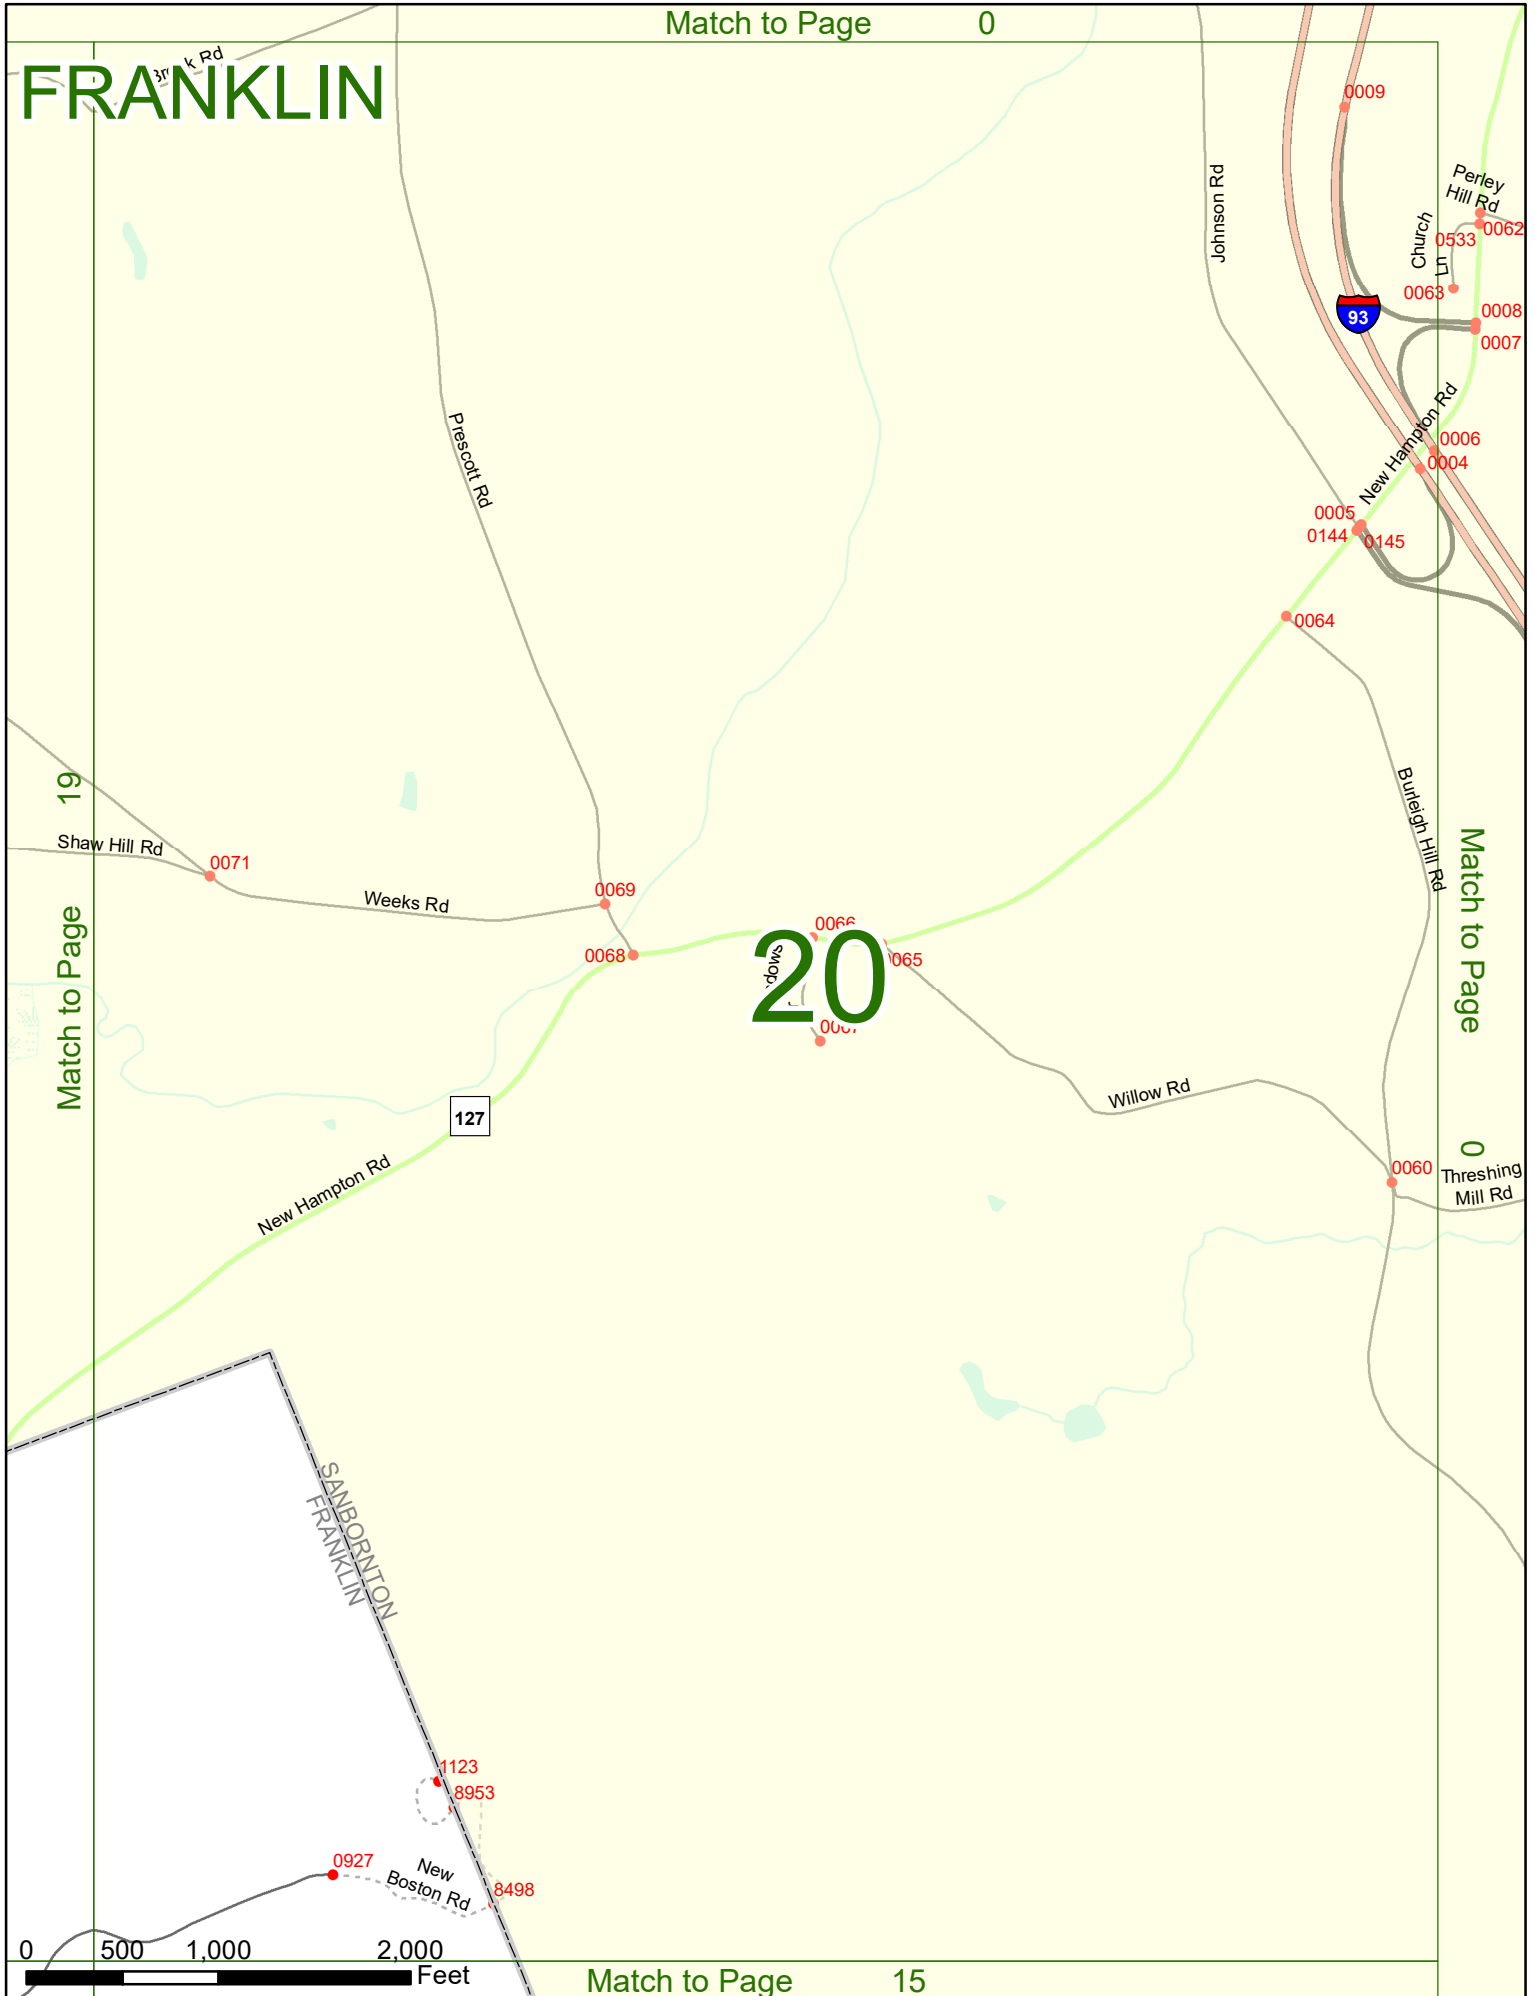 Match to Page 0
FRANKLIN
Rd
0009
Perley
Hill Rd
Johnson Rd
Church
Ln
0533
0062
0063
0008
0007
93
Prescott Rd
New Hampton Rd
0006
0004
0005
0144
0145
0064
Match to Page 19
Shaw Hill Rd
0071
Weeks Rd
0069
0068
0066
20
Burleigh Hill Rd
Match to Page 0
127
New Hampton Rd
Willow Rd
0060
Threshing
Mill Rd
SANBORNTON
FRANKLIN
1123
8953
0927
New
Boston Rd
8498
0 500 1,000 2,000
Feet
Match to Page 15